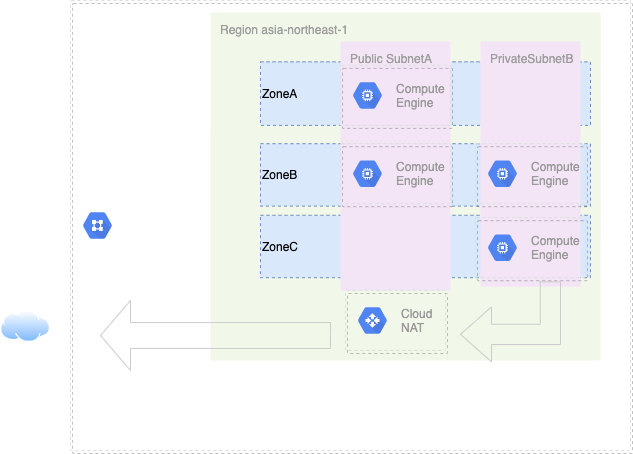 Region asia-northeast-1
Public SubnetA
PrivateSubnetB
ZoneA
Compute
Engine
ZoneB
Compute
Engine
Compute
Engine
ZoneC
Compute
Engine
Cloud
NAT